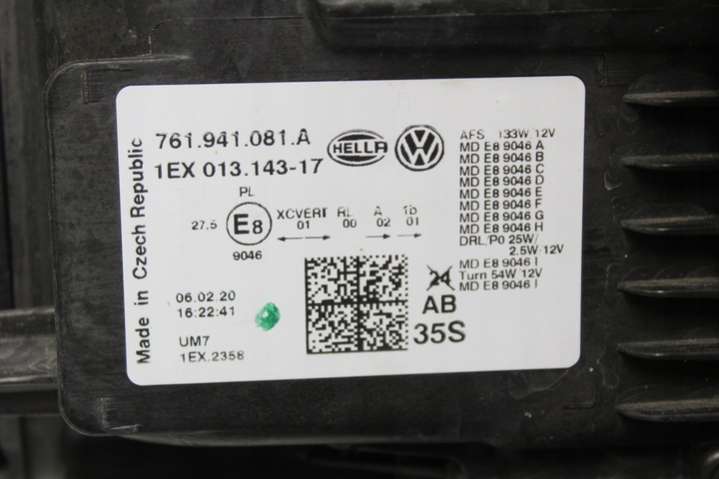 761.941.081.A
1EX 013.143-17
HELLA
Made in Czech Republic
PL
27.5
E8
9046
XCVERT RL A 1b
01 00 02 01
06.02.20
16:22:41
UM7
1EX.2358
24
AB
35S
AFS 133W 12V
MD E8 9046 A
MD E8 9046 B
MD E8 9046 C
MD E8 9046 D
MD E8 9046 E
MD E8 9046 F
MD E8 9046 G
MD E8 9046 H
DRL/P0 25W/
2.5W 12V
MD E8 9046 I
Turn 54W 12V
MD E8 9046 I